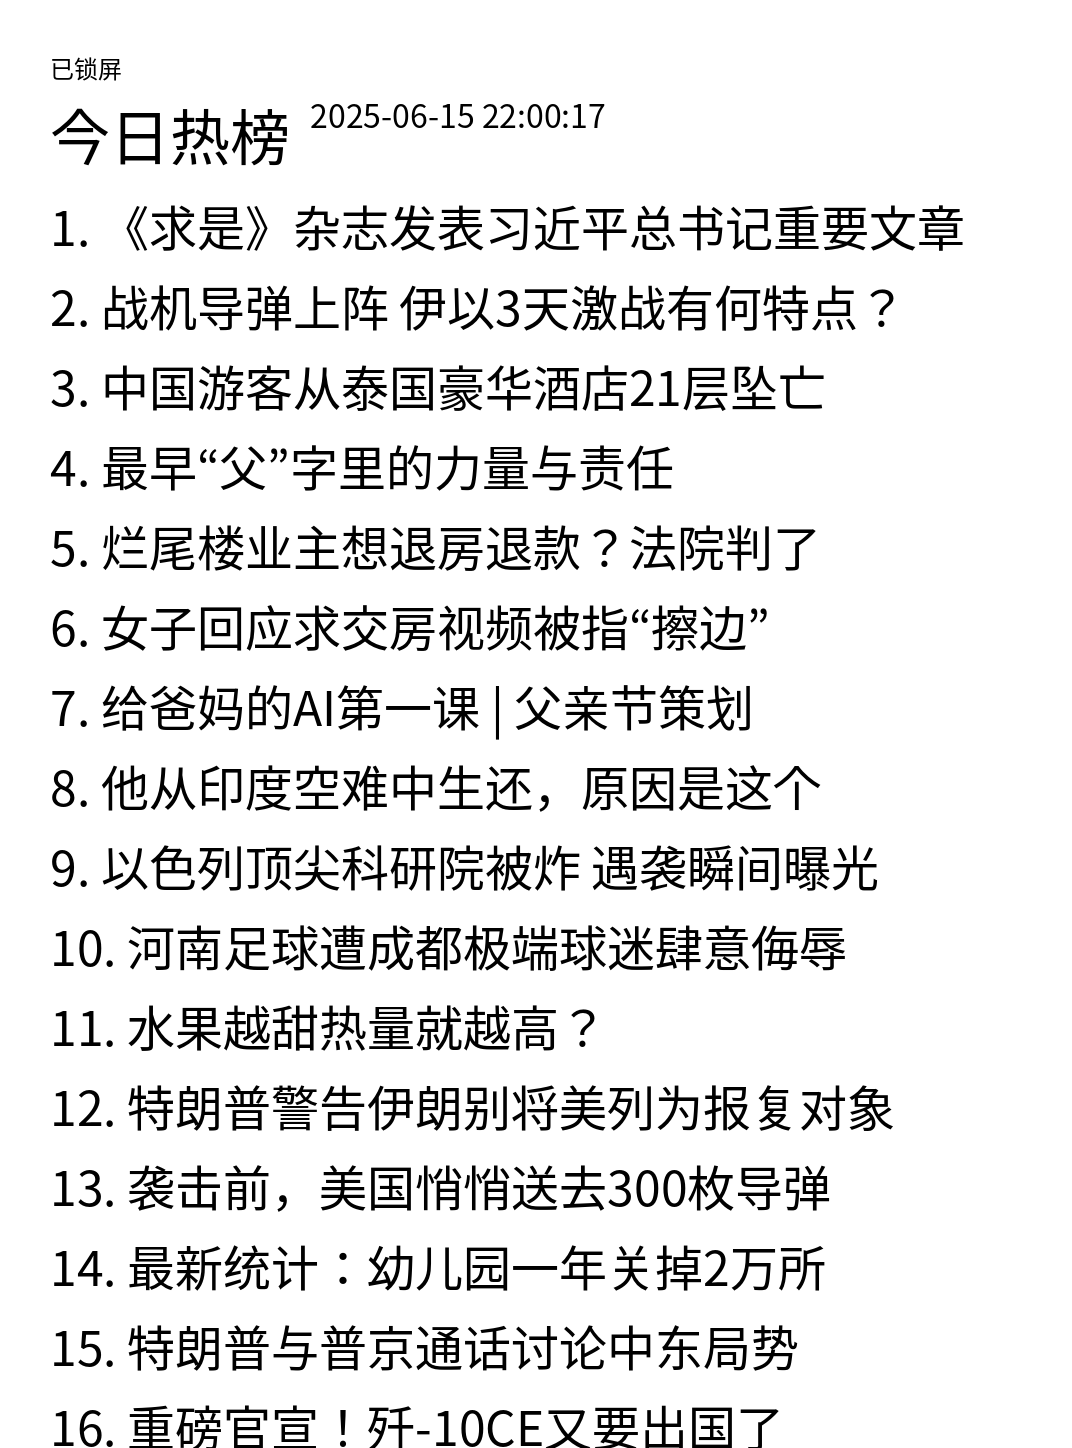 已锁屏
今日热榜 2025-06-15 22:00:17
1. 《求是》杂志发表习近平总书记重要文章
2. 战机导弹上阵 伊以3天激战有何特点？
3. 中国游客从泰国豪华酒店21层坠亡
4. 最早“父”字里的力量与责任
5. 烂尾楼业主想退房退款？法院判了
6. 女子回应求交房视频被指“擦边”
7. 给爸妈的AI第一课 | 父亲节策划
8. 他从印度空难中生还，原因是这个
9. 以色列顶尖科研院被炸 遇袭瞬间曝光
10. 河南足球遭成都极端球迷肆意侮辱
11. 水果越甜热量就越高？
12. 特朗普警告伊朗别将美列为报复对象
13. 袭击前，美国悄悄送去300枚导弹
14. 最新统计：幼儿园一年关掉2万所
15. 特朗普与普京通话讨论中东局势
16. 重磅官宣！歼-10CE又要出国了